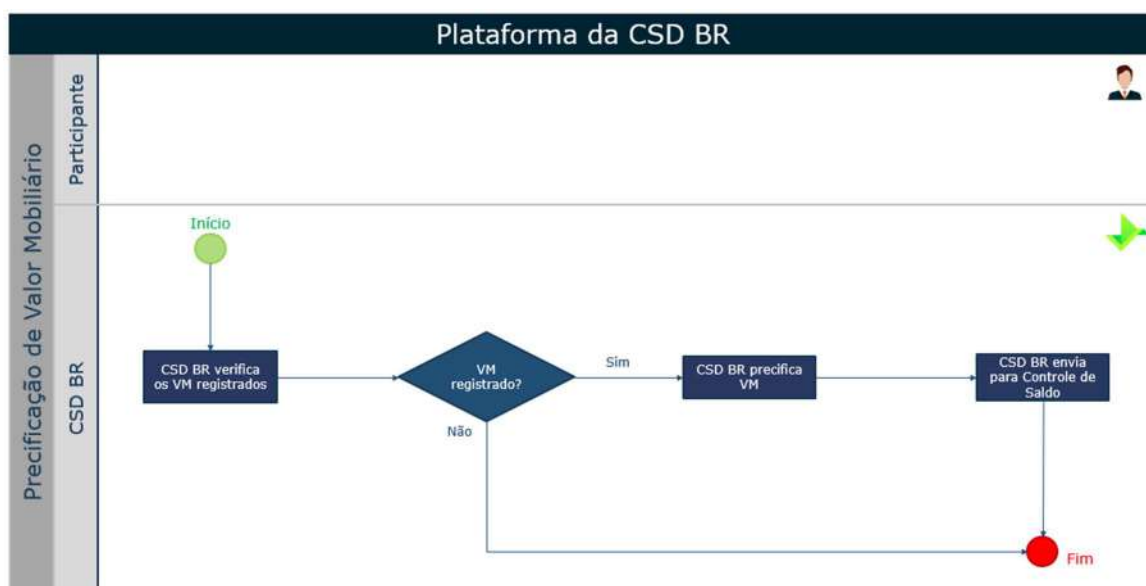 Plataforma da CSD BR
Precificação de Valor Mobiliário
Participante
CSD BR
Início
CSD BR verifica
os VM registrados
VM
registrado?
Sim
Não
CSD BR precifica
VM
CSD BR envia
para Controle de
Saldo
Fim